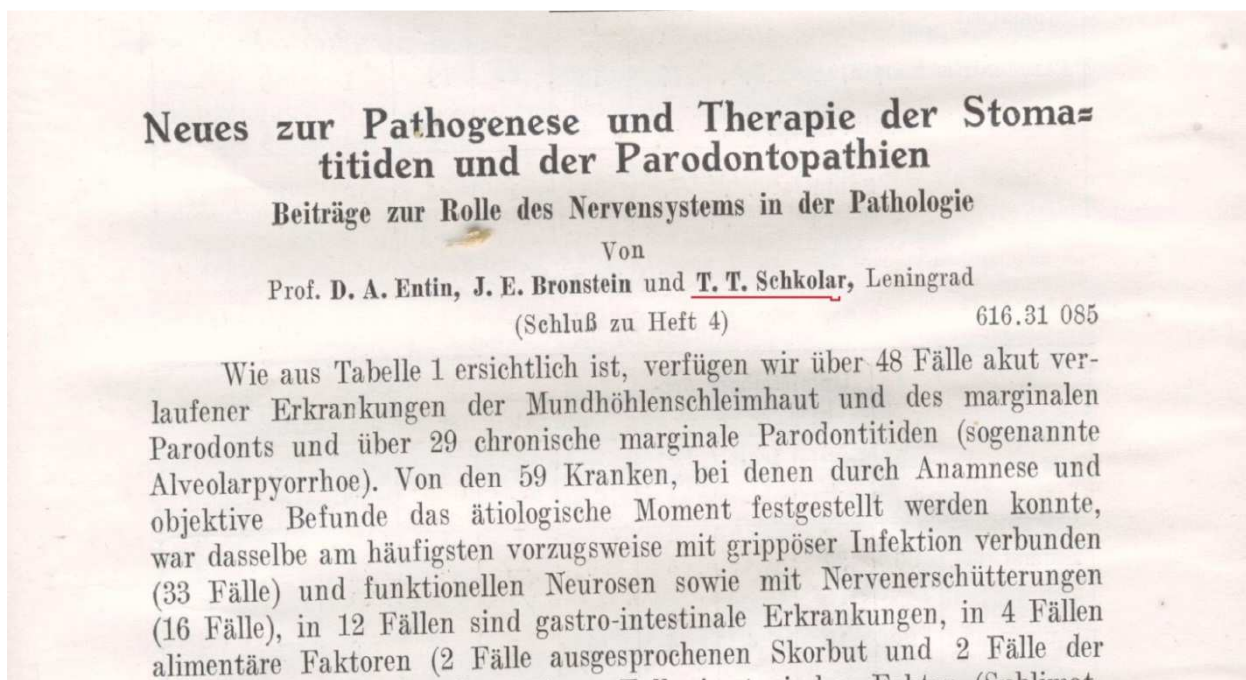 Neues zur Pathogenese und Therapie der Stoma=
titiden und der Parodontopathien
Beiträge zur Rolle des Nervensystems in der Pathologie
Von
Prof. D. A. Entin, J. E. Bronstein und T. T. Schkolar, Leningrad
(Schluß zu Heft 4) 616.31 085
Wie aus Tabelle 1 ersichtlich ist, verfügen wir über 48 Fälle akut ver-
laufener Erkrankungen der Mundhöhlenschleimhaut und des marginalen
Parodonts und über 29 chronische marginale Parodontitiden (sogenannte
Alveolarpyorrhoe). Von den 59 Kranken, bei denen durch Anamnese und
objektive Befunde das ätiologische Moment festgestellt werden konnte,
war dasselbe am häufigsten vorzugsweise mit grippöser Infektion verbunden
(33 Fälle) und funktionellen Neurosen sowie mit Nervenerschütterungen
(16 Fälle), in 12 Fällen sind gastro-intestinale Erkrankungen, in 4 Fällen
alimentäre Faktoren (2 Fälle ausgesprochenen Skorbut und 2 Fälle der